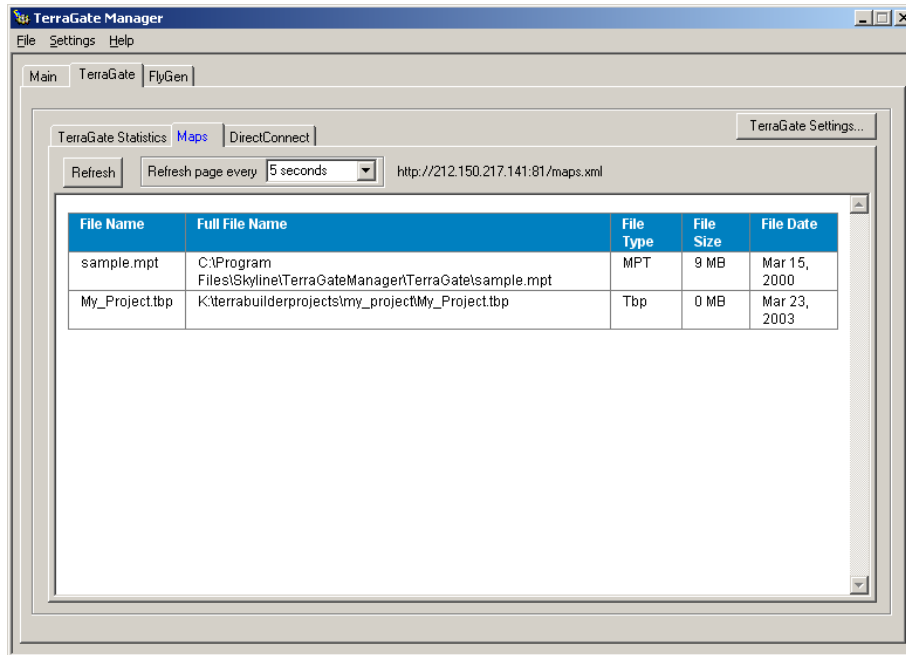 TerraGate Manager
File Settings Help
Main TerraGate FlyGen
TerraGate Settings...
TerraGate Statistics Maps DirectConnect
Refresh Refresh page every 5 seconds http://212.150.217.141:81/maps.xml
File Name Full File Name File Type File Size File Date
sample.mpt C:\Program Files\Skyline\TerraGateManager\TerraGate\sample.mpt MPT 9 MB Mar 15, 2000
My_Project.tbp K:\terrabuilderprojects\my_project\My_Project.tbp Tbp 0 MB Mar 23, 2003